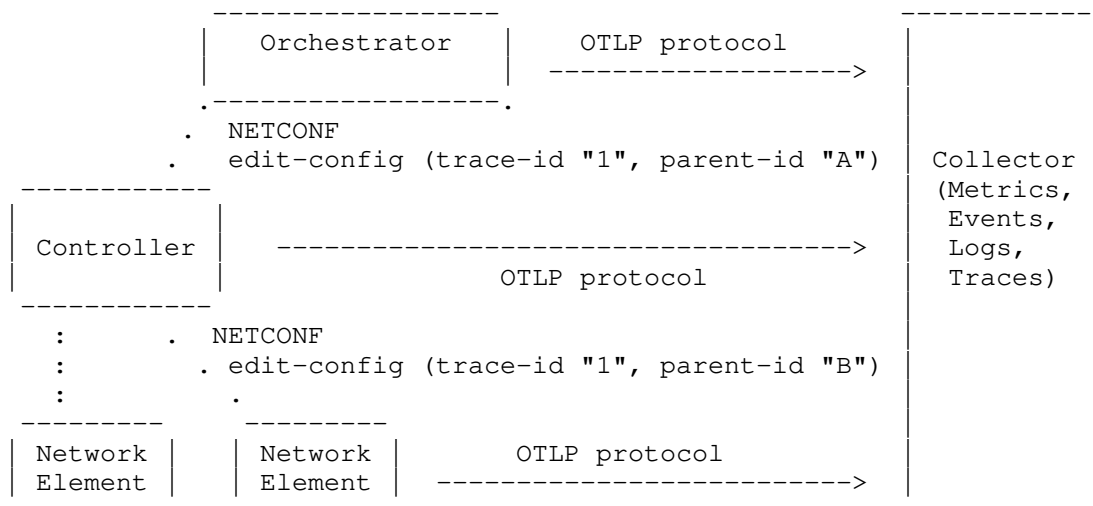 Orchestrator OTLP protocol
NETCONF
edit-config (trace-id "1", parent-id "A") Collector
(Metrics,
Events,
Controller Logs,
OTLP protocol Traces)
NETCONF
edit-config (trace-id "1", parent-id "B")
Network Network OTLP protocol
Element Element